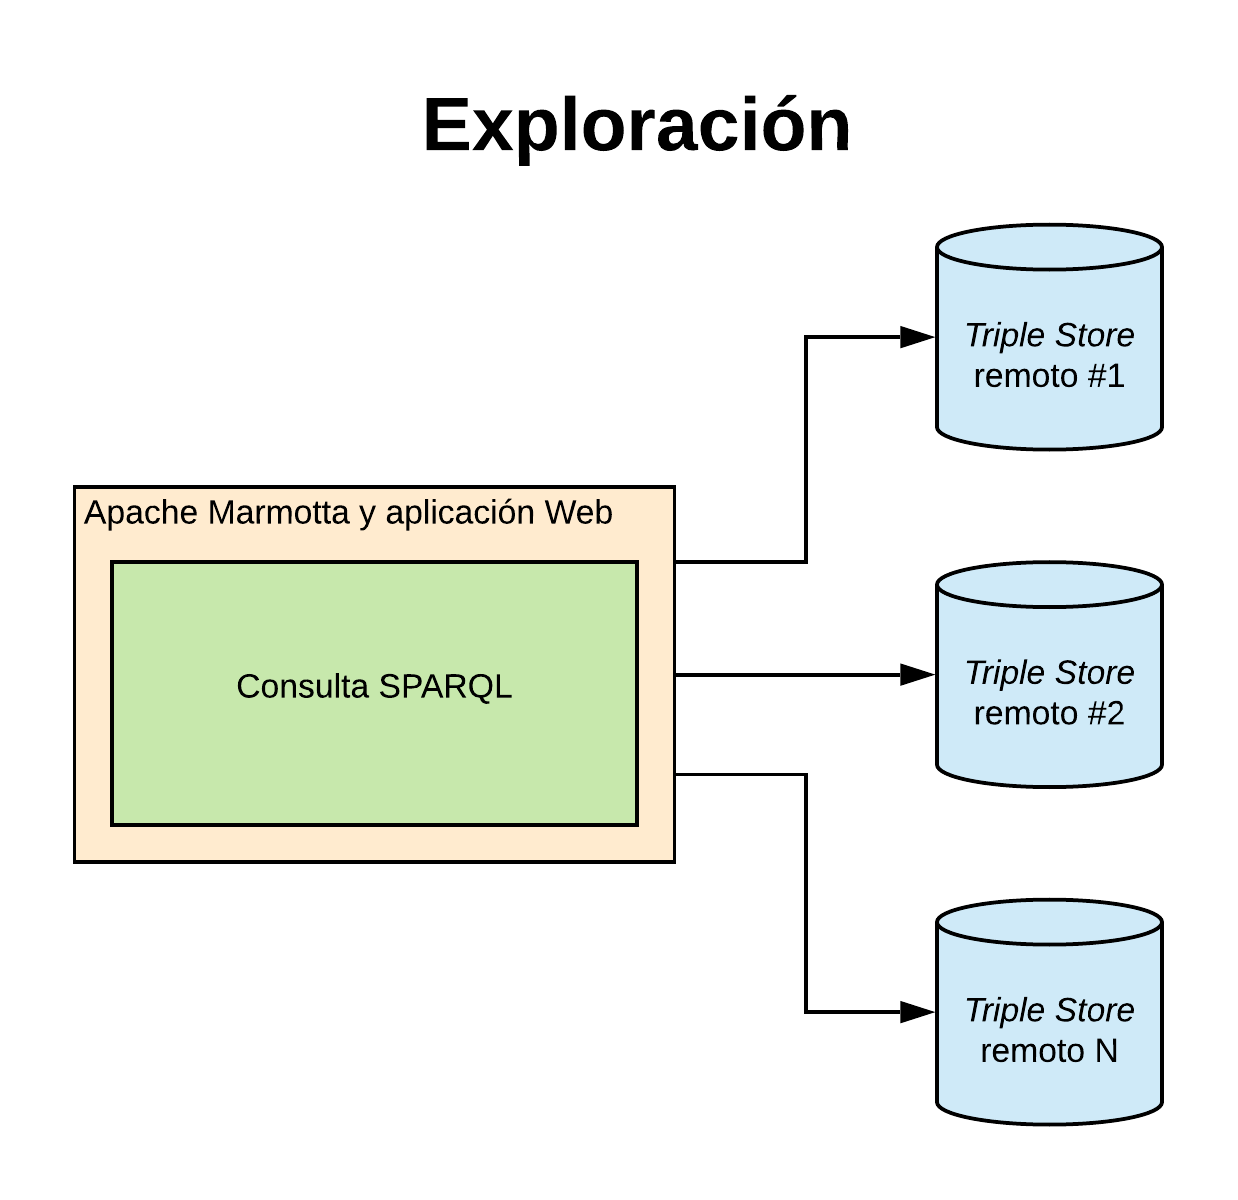 Exploración
Triple Store
remoto #1
Apache Marmotta y aplicación Web
Consulta SPARQL
Triple Store
remoto #2
Triple Store
remoto N